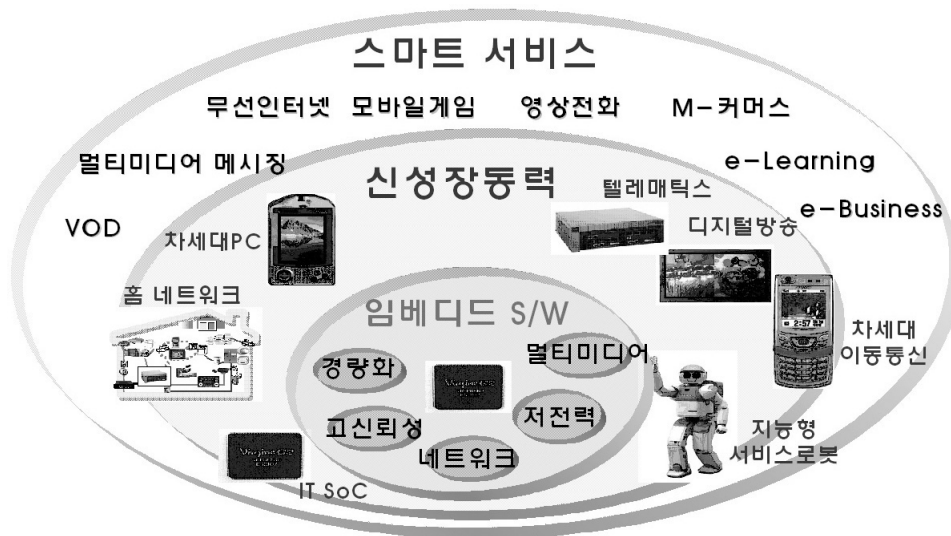 스마트 서비스
무선인터넷 모바일게임 영상전화 M-커머스
멀티미디어 메시징
e-Learning
VOD
e-Business
신성장동력
텔레매틱스
차세대PC
디지털방송
홈 네트워크
차세대
이동통신
임베디드 S/W
경량화
멀티미디어
고신뢰성
저전력
네트워크
지능형
서비스로봇
IT SoC
2:57